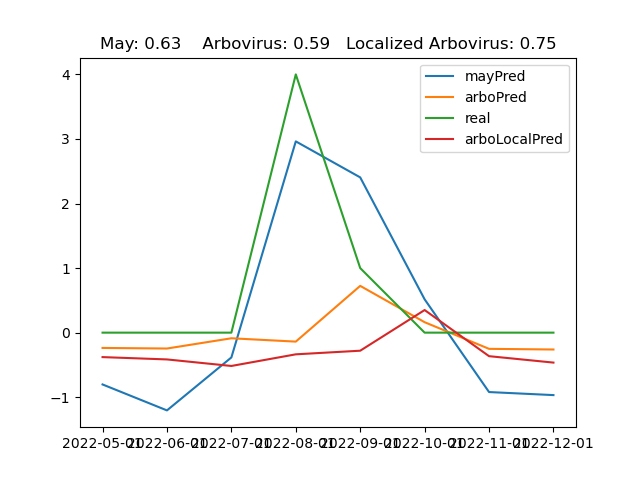 May: 0.63    Arbovirus: 0.59   Localized Arbovirus: 0.75
mayPred
arboPred
real
arboLocalPred
4
3
2
1
0
−1
2022-05-01 2022-06-01 2022-07-01 2022-08-01 2022-09-01 2022-10-01 2022-11-01 2022-12-01